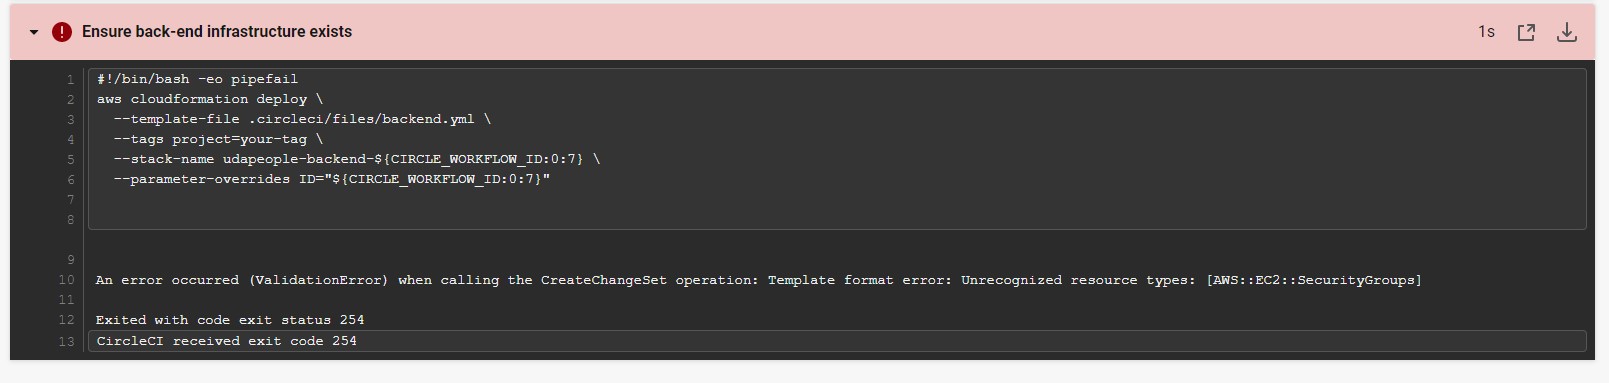 Ensure back-end infrastructure exists
1s
1 #!/bin/bash -eo pipefail
2 aws cloudformation deploy \
3   --template-file .circleci/files/backend.yml \
4   --tags project=your-tag \
5   --stack-name udapeople-backend-${CIRCLE_WORKFLOW_ID:0:7} \
6   --parameter-overrides ID="${CIRCLE_WORKFLOW_ID:0:7}"
7
8
9
10 An error occurred (ValidationError) when calling the CreateChangeSet operation: Template format error: Unrecognized resource types: [AWS::EC2::SecurityGroups]
11
12 Exited with code exit status 254
13 CircleCI received exit code 254